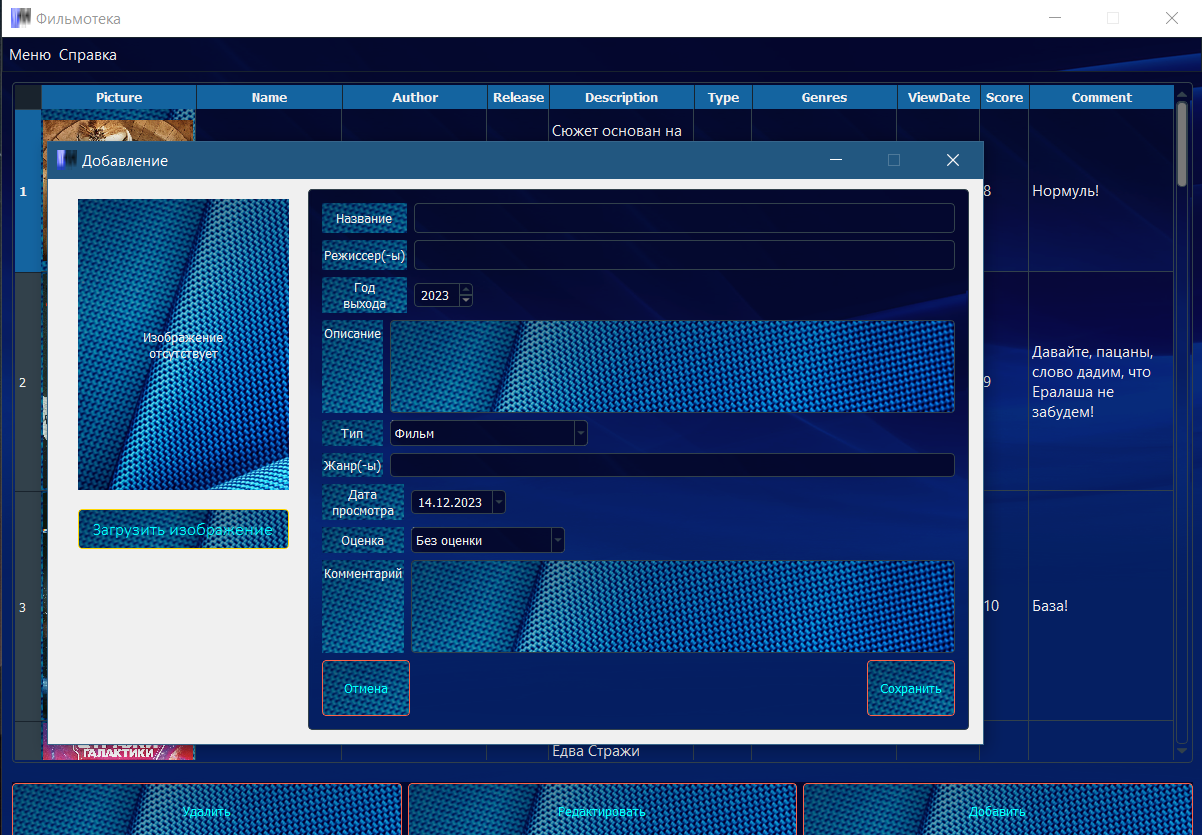 Фильмотека
Меню Справка
Picture Name Author Release Description Type Genres ViewDate Score Comment
Сюжет основан на
1
8
Нормуль!
Добавление
Изображение
отсутствует
Загрузить изображение
Название
Режиссер(-ы)
Год
выхода
2023
Описание
Тип
Фильм
Жанр(-ы)
Дата
просмотра
14.12.2023
Оценка
Без оценки
Комментарий
Отмена
Сохранить
2
9
Давайте, пацаны,
слово дадим, что
Ералаша не
забудем!
3
10
База!
ГАЛАКТИКИ
Едва Стражи
Удалить
Редактировать
Добавить